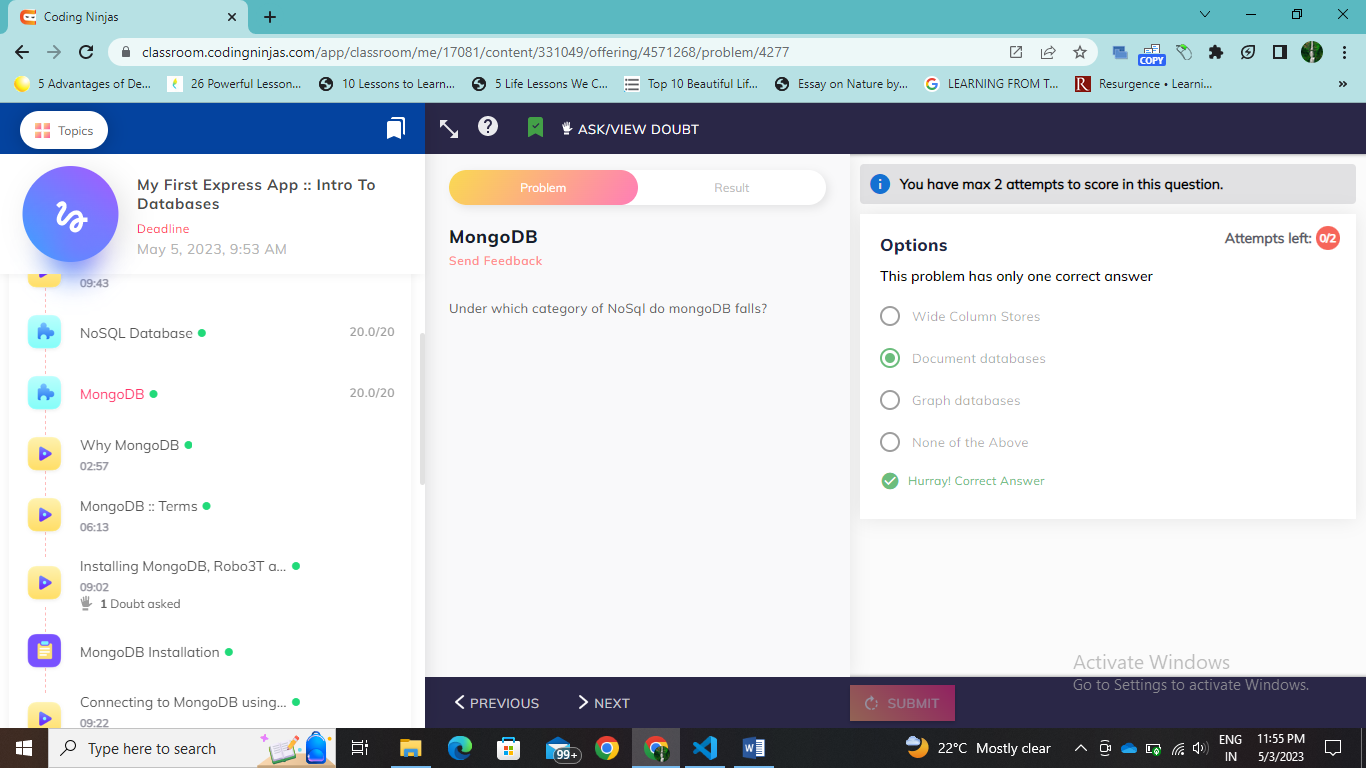 Coding Ninjas
classroom.codingninjas.com/app/classroom/me/17081/content/331049/offering/4571268/problem/4277
COPY
5 Advantages of De...
26 Powerful Lesson...
10 Lessons to Learn...
5 Life Lessons We C...
Top 10 Beautiful Lif...
Essay on Nature by...
LEARNING FROM T...
Resurgence • Learni...
»
Topics
ASK/VIEW DOUBT
My First Express App :: Intro To
Databases
Deadline
May 5, 2023, 9:53 AM
09:43
NoSQL Database
20.0/20
MongoDB
20.0/20
Why MongoDB
02:57
MongoDB :: Terms
06:13
Installing MongoDB, Robo3T a...
09:02
1 Doubt asked
MongoDB Installation
Connecting to MongoDB using...
09:22
Problem
Result
MongoDB
Send Feedback
Under which category of NoSql do mongoDB falls?
You have max 2 attempts to score in this question.
Options
Attempts left: 0/2
This problem has only one correct answer
Wide Column Stores
Document databases
Graph databases
None of the Above
Hurray! Correct Answer
Activate Windows
Go to Settings to activate Windows.
PREVIOUS
NEXT
SUBMIT
Type here to search
99+
22°C Mostly clear
ENG
IN
11:55 PM
5/3/2023